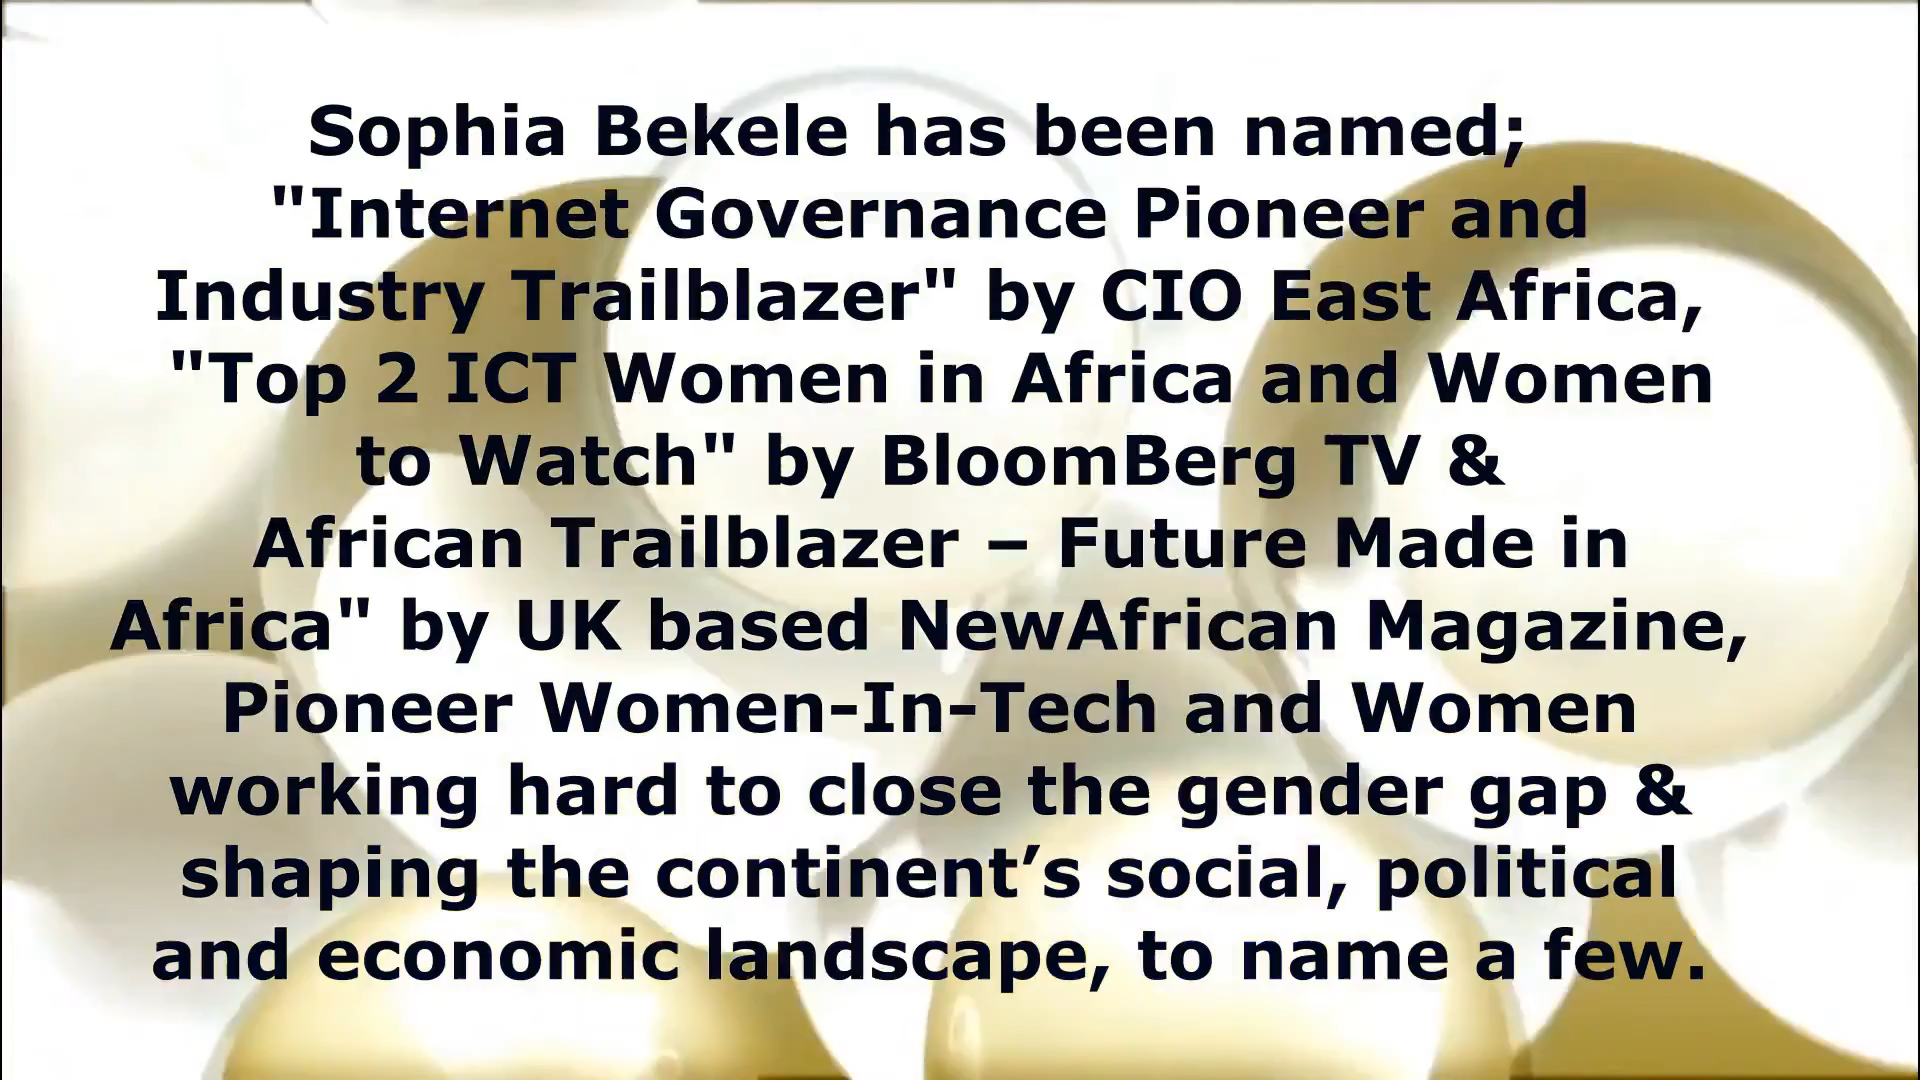 Sophia Bekele has been named;
"Internet Governance Pioneer and
Industry Trailblazer" by CIO East Africa,
"Top 2 ICT Women in Africa and Women
to Watch" by BloomBerg TV &
African Trailblazer – Future Made in
Africa" by UK based NewAfrican Magazine,
Pioneer Women-In-Tech and Women
working hard to close the gender gap &
shaping the continent’s social, political
and economic landscape, to name a few.